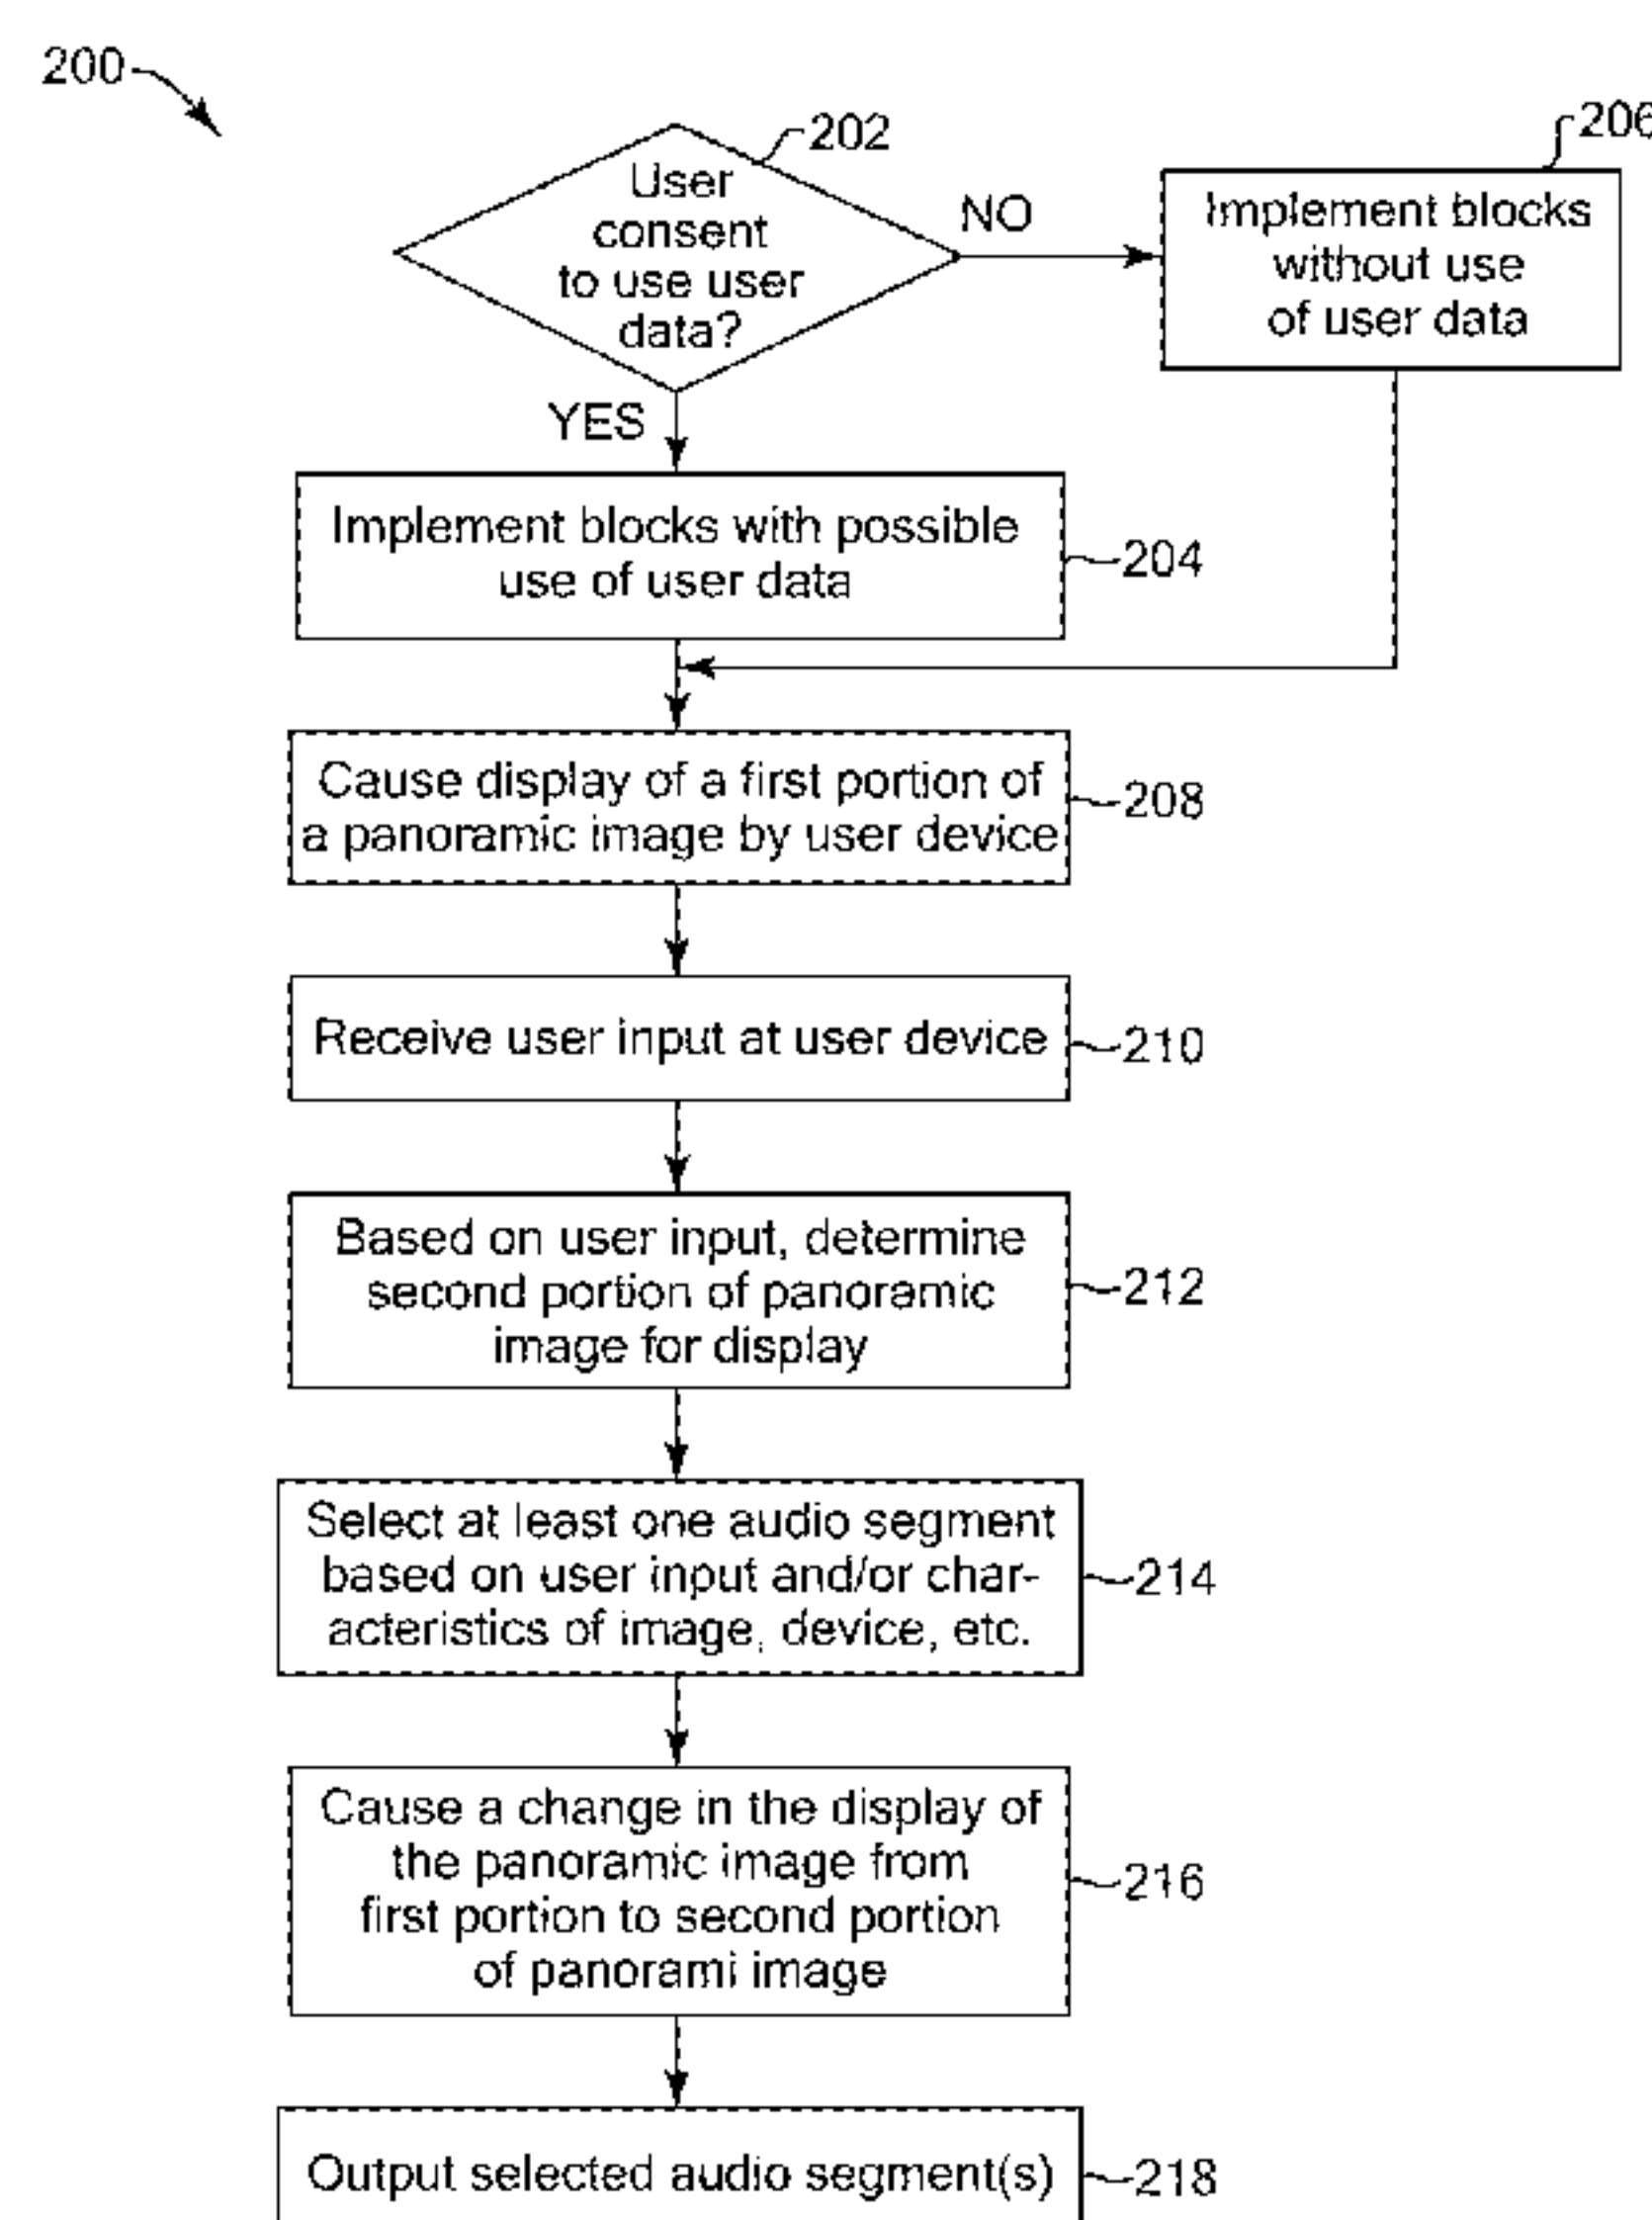 200
202
206
User
consent
to use user
data?
NO
Implement blocks
without use
of user data
YES
Implement blocks with possible
use of user data
204
Cause display of a first portion of
a panoramic image by user device
208
Receive user input at user device
210
Based on user input, determine
second portion of panoramic
image for display
212
Select at least one audio segment
based on user input and/or char-
acteristics of image, device, etc.
214
Cause a change in the display of
the panoramic image from
first portion to second portion
of panorami image
216
Output selected audio segment(s)
218